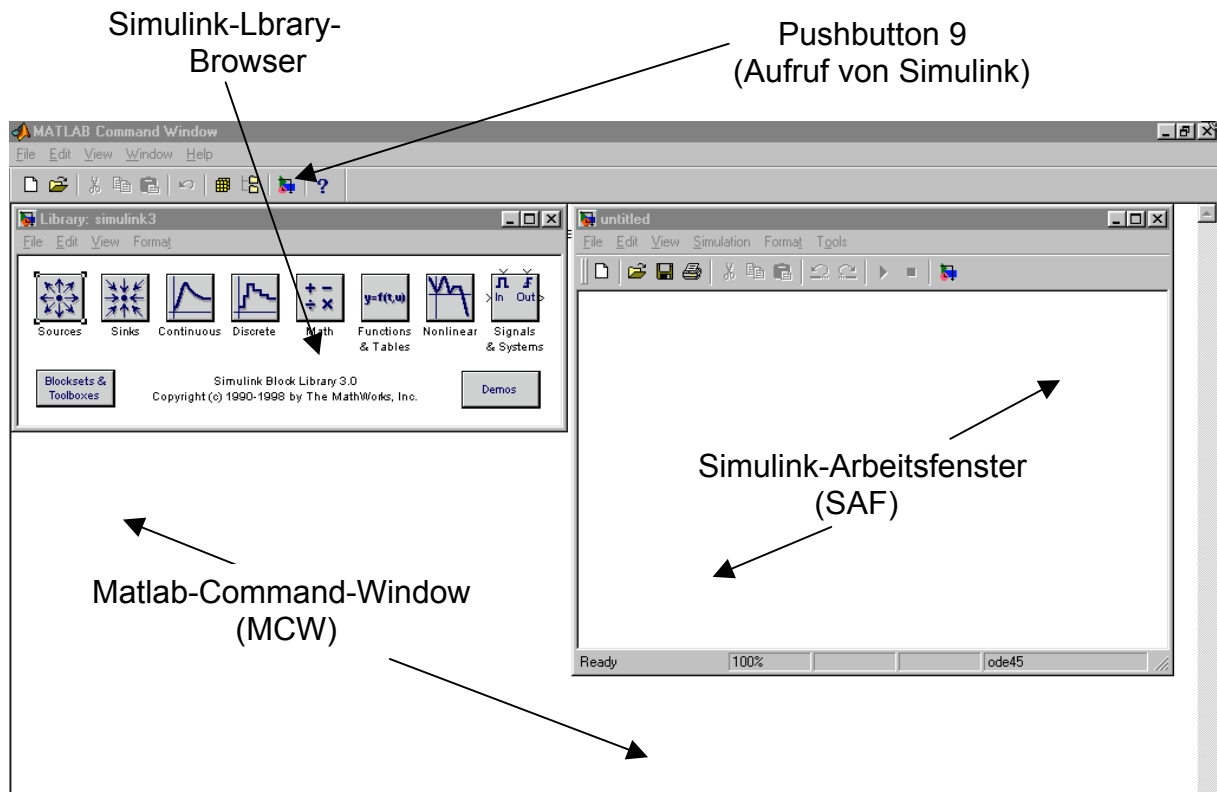 Simulink-Lbrary-
Browser
Pushbutton 9
(Aufruf von Simulink)
MATLAB Command Window
File Edit View Window Help
?
Library: simulink3
File Edit View Format
+ −
÷ ×
y=f(t,u)
In Out
Sources Sinks Continuous Discrete Math Functions
& Tables Nonlinear Signals
& Systems
Blocksets &
Toolboxes
Simulink Block Library 3.0
Copyright (c) 1990-1998 by The MathWorks, Inc.
Demos
untitled
File Edit View Simulation Format Tools
Simulink-Arbeitsfenster
(SAF)
Matlab-Command-Window
(MCW)
Ready 100% ode45